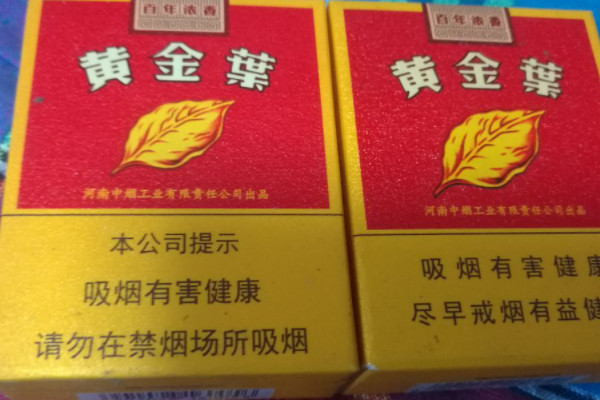 百年浓香
黄金葉
河南中烟工业有限责任公司出品
本公司提示
吸烟有害健康
请勿在禁烟场所吸烟
百年浓香
黄金葉
河南中烟工业有限责任公司出品
吸烟有害健
尽早戒烟有益健